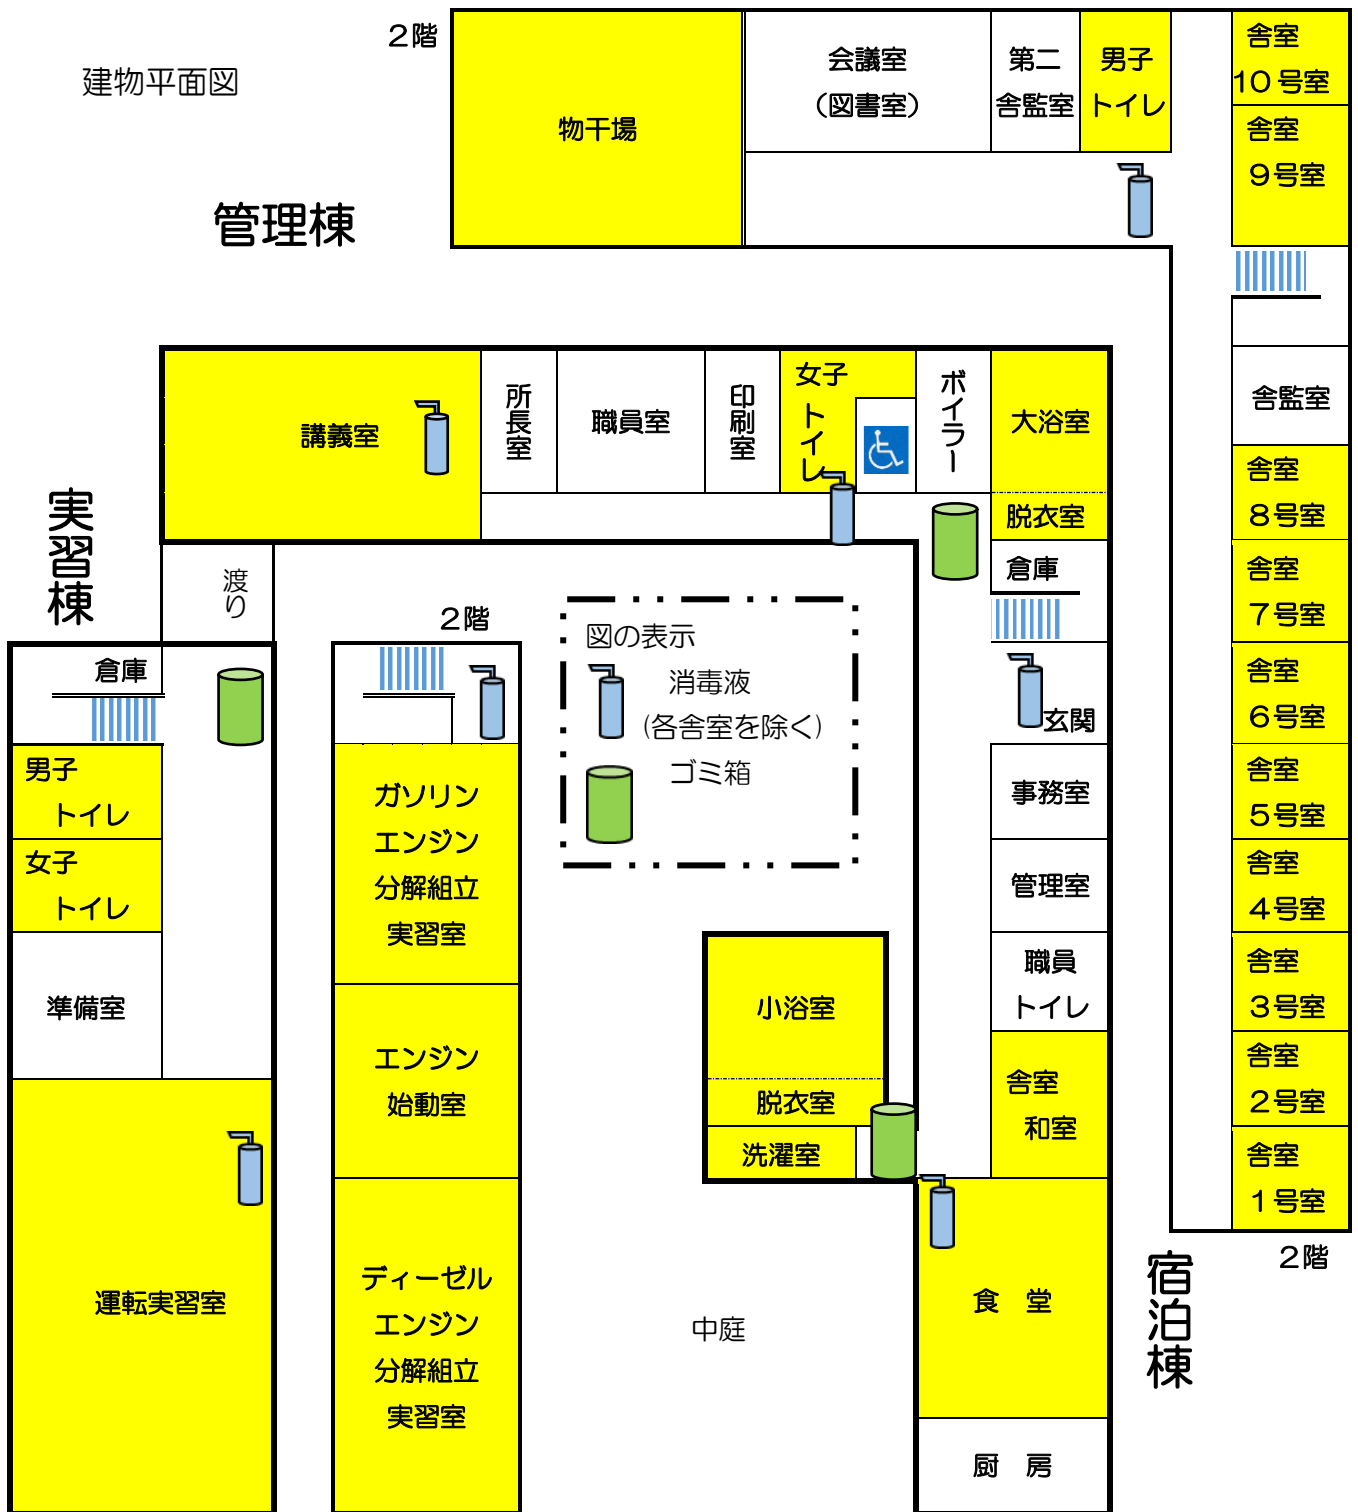 建物平面図
2階
物干場
会議室
(図書室)
第二
舎監室
男子
トイレ
舎室
10号室
舎室
9号室
管理棟
舎監室
舎室
8号室
舎室
7号室
舎室
6号室
舎室
5号室
舎室
4号室
舎室
3号室
舎室
2号室
舎室
1号室
2階
宿泊棟
講義室
所長室
職員室
印刷室
女子
トイレ
ボイラー
大浴室
脱衣室
倉庫
玄関
事務室
管理室
職員
トイレ
舎室
和室
食 堂
厨 房
小浴室
脱衣室
洗濯室
中庭
図の表示
消毒液
(各舎室を除く)
ゴミ箱
実習棟
渡り
倉庫
男子
トイレ
女子
トイレ
準備室
運転実習室
2階
ガソリン
エンジン
分解組立
実習室
エンジン
始動室
ディーゼル
エンジン
分解組立
実習室